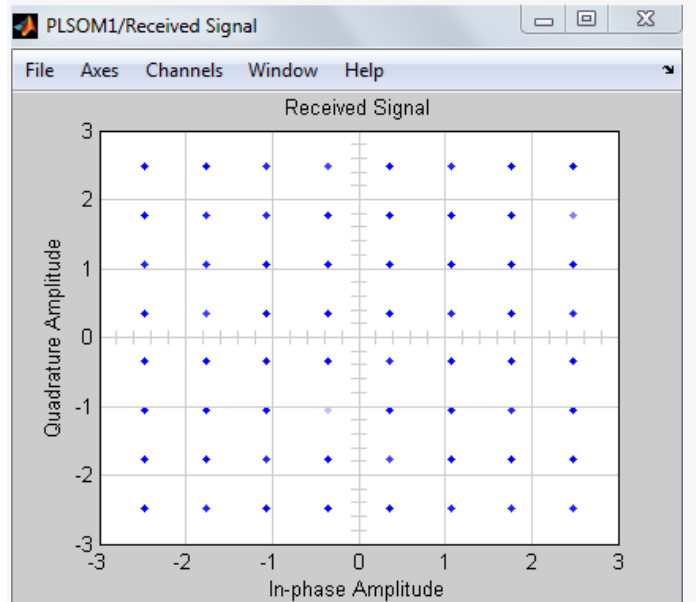 PLSOM1/Received Signal
File Axes Channels Window Help
Received Signal
3
2
1
0
-1
-2
-3
Quadrature Amplitude
-3 -2 -1 0 1 2 3
In-phase Amplitude